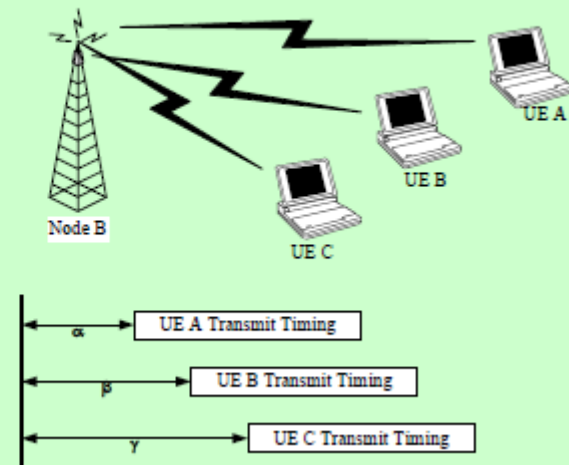 UE A
UE B
Node B
UE C
α
UE A Transmit Timing
β
UE B Transmit Timing
γ
UE C Transmit Timing